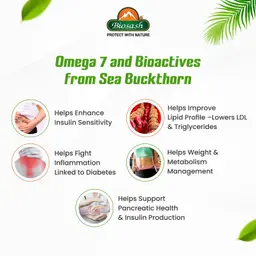 Biosash
PROTECT WITH NATURE
Omega 7 and Bioactives
from Sea Buckthorn
Helps Enhance
Insulin Sensitivity
Helps Improve
Lipid Profile –Lowers LDL
& Triglycerides
Helps Fight
Inflammation
Linked to Diabetes
Helps Weight &
Metabolism
Management
Helps Support
Pancreatic Health
& Insulin Production